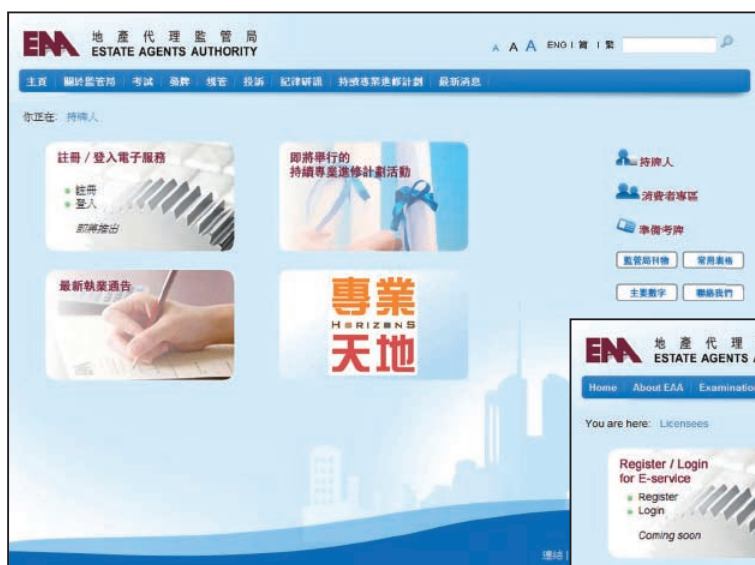 EAA 地產代理監管局
ESTATE AGENTS AUTHORITY
A A A ENG | 簡 | 繁
主頁 關於監管局 考試 發牌 規管 投訴 紀律研訊 持續專業進修計劃 最新消息
你正在: 持牌人
註冊 / 登入電子服務
註冊
登入
即將推出
即將舉行的
持續專業進修計劃活動
最新執業通告
專業
HORIZONS
天地
持牌人
消費者專區
準備考牌
監管局刊物 常用表格
主要數字 聯絡我們
連結 |
EAA 地產代理
ESTATE AGENTS
Home About EAA Examination
You are here: Licensees
Register / Login
for E-service
Register
Login
Coming soon